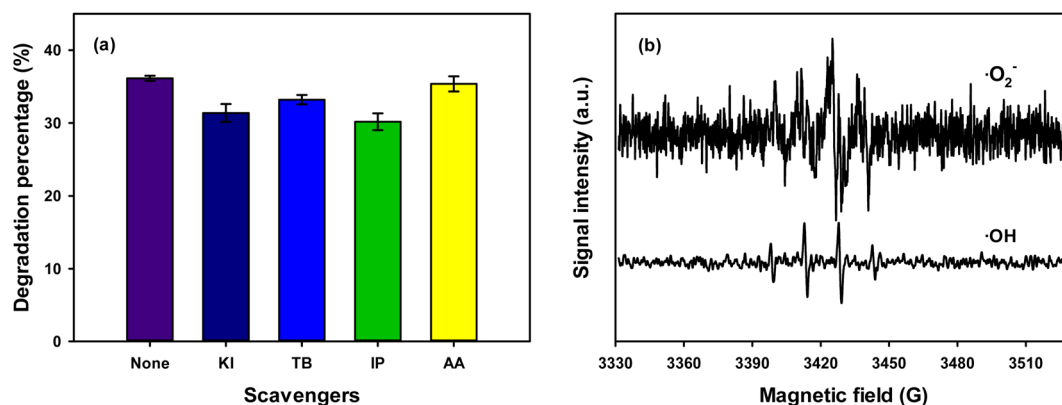 (a)
Degradation percentage (%)
40
30
20
10
0
None KI TB IP AA
Scavengers
(b)
Signal intensity (a.u.)
·O₂⁻
·OH
3330 3360 3390 3420 3450 3480 3510
Magnetic field (G)